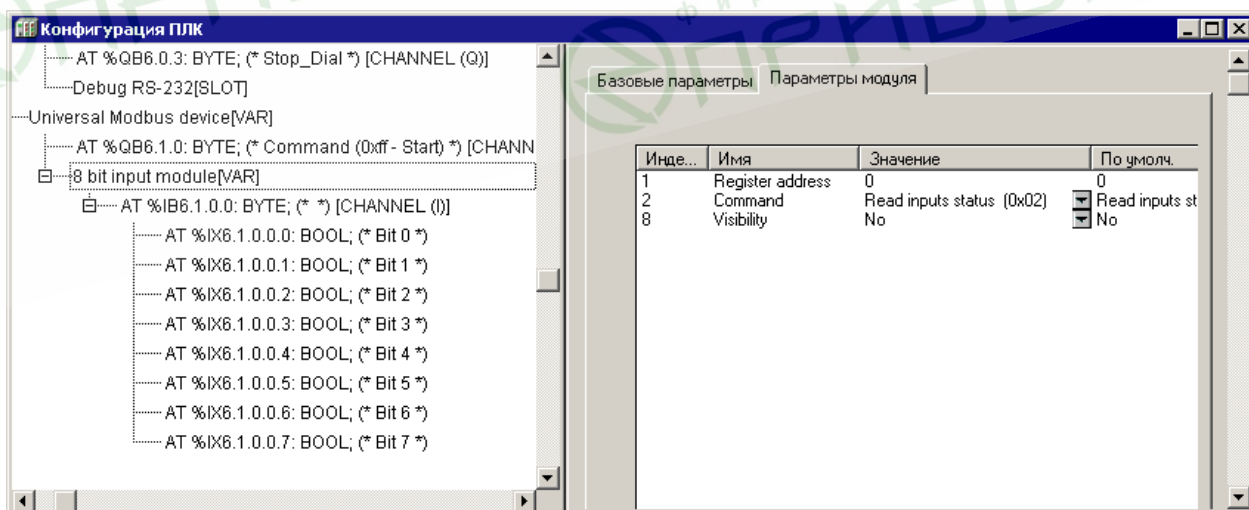 Конфигурация ПЛК
AT %QB6.0.3: BYTE; (* Stop_Dial *) [CHANNEL (Q)]
Debug RS-232[SLOT]
Universal Modbus device[VAR]
AT %QB6.1.0: BYTE; (* Command (0xff - Start) *) [CHANN
8 bit input module[VAR]
AT %IB6.1.0.0: BYTE; (* *) [CHANNEL (I)]
AT %IX6.1.0.0.0: BOOL; (* Bit 0 *)
AT %IX6.1.0.0.1: BOOL; (* Bit 1 *)
AT %IX6.1.0.0.2: BOOL; (* Bit 2 *)
AT %IX6.1.0.0.3: BOOL; (* Bit 3 *)
AT %IX6.1.0.0.4: BOOL; (* Bit 4 *)
AT %IX6.1.0.0.5: BOOL; (* Bit 5 *)
AT %IX6.1.0.0.6: BOOL; (* Bit 6 *)
AT %IX6.1.0.0.7: BOOL; (* Bit 7 *)
Базовые параметры Параметры модуля
Инде... Имя Значение По умолч.
1 Register address 0 0
2 Command Read inputs status (0x02) Read inputs st
8 Visibility No No